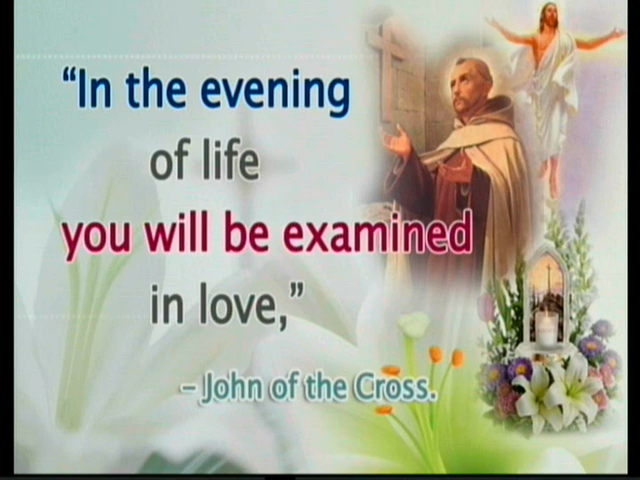 “In the evening
of life
you will be examined
in love,”
– John of the Cross.